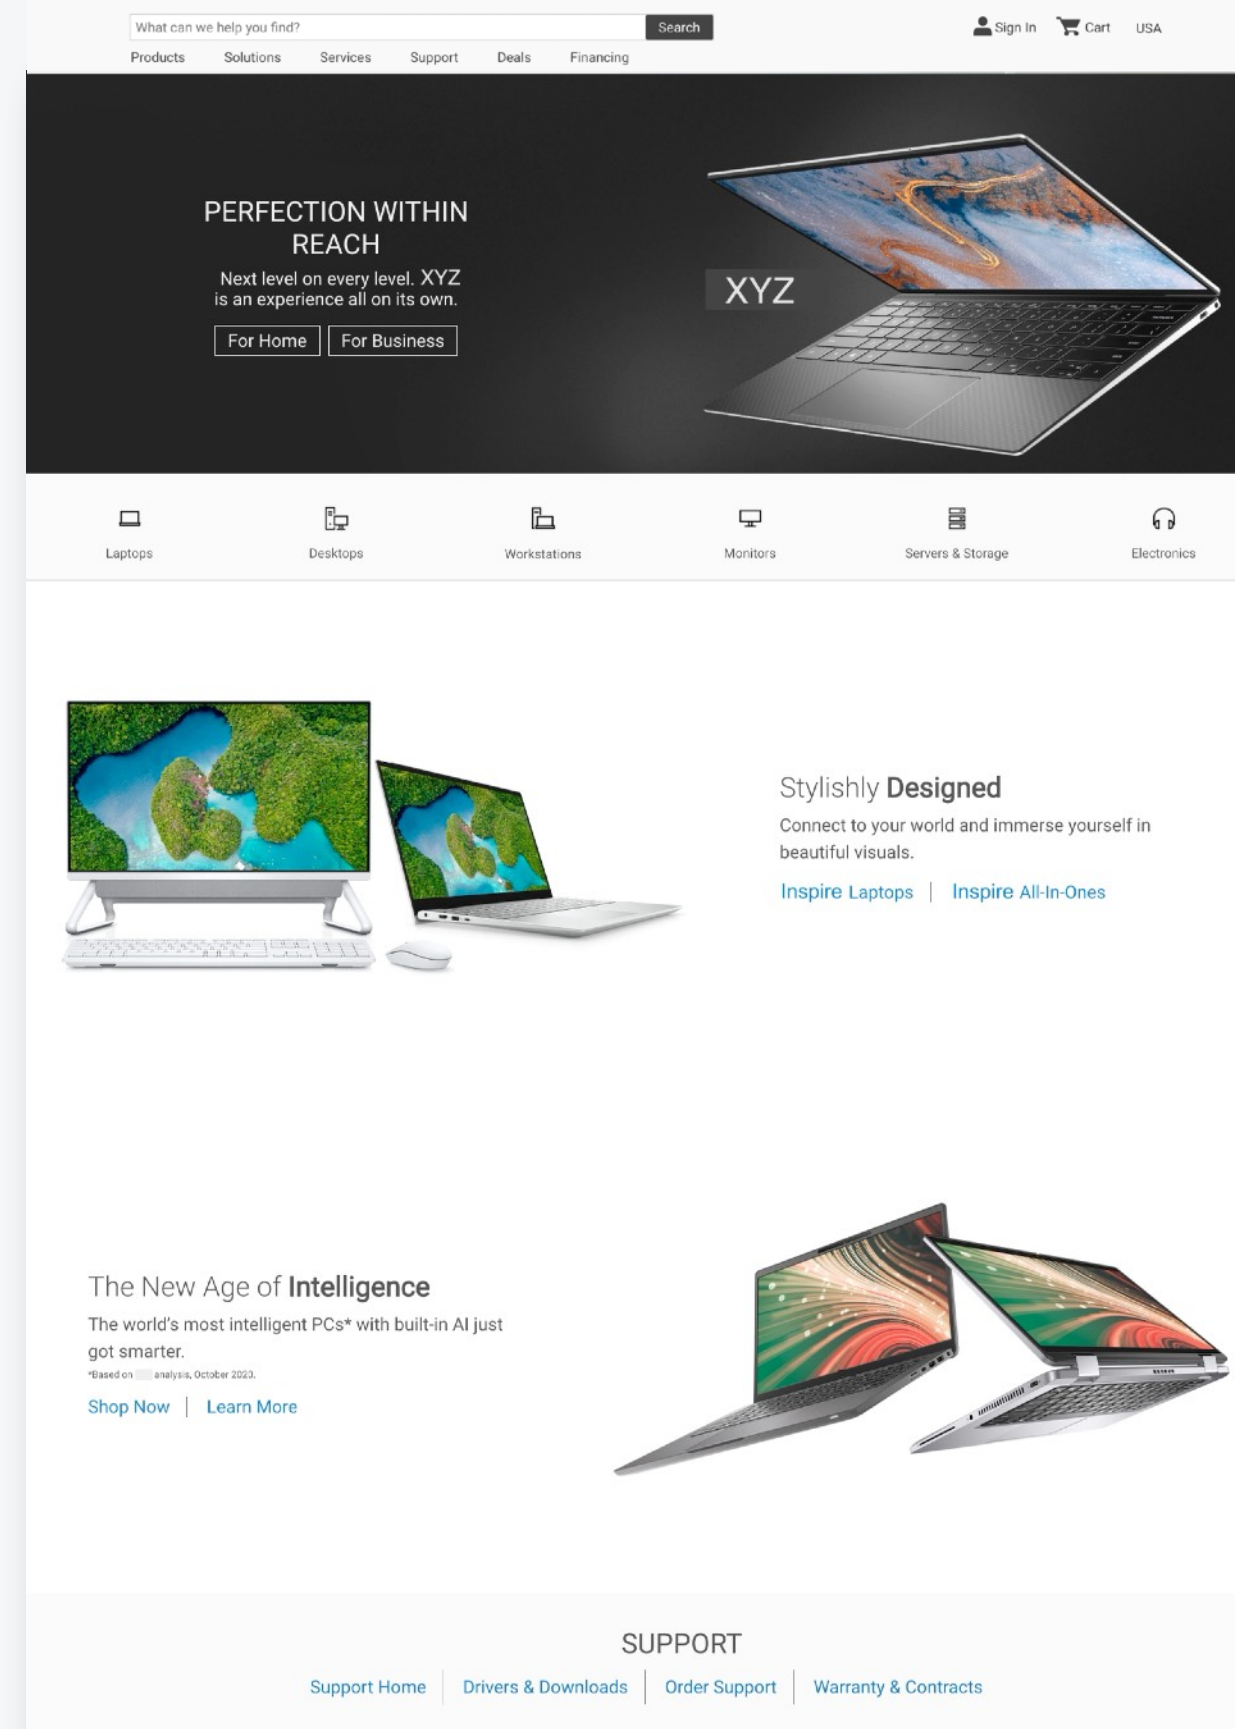 What can we help you find?
Search
Sign In
Cart
USA
Products
Solutions
Services
Support
Deals
Financing
PERFECTION WITHIN
REACH
Next level on every level. XYZ
is an experience all on its own.
For Home
For Business
XYZ
Laptops
Desktops
Workstations
Monitors
Servers & Storage
Electronics
Stylishly Designed
Connect to your world and immerse yourself in
beautiful visuals.
Inspire Laptops | Inspire All-In-Ones
The New Age of Intelligence
The world's most intelligent PCs* with built-in AI just
got smarter.
*Based on analysis, October 2020.
Shop Now | Learn More
SUPPORT
Support Home | Drivers & Downloads | Order Support | Warranty & Contracts